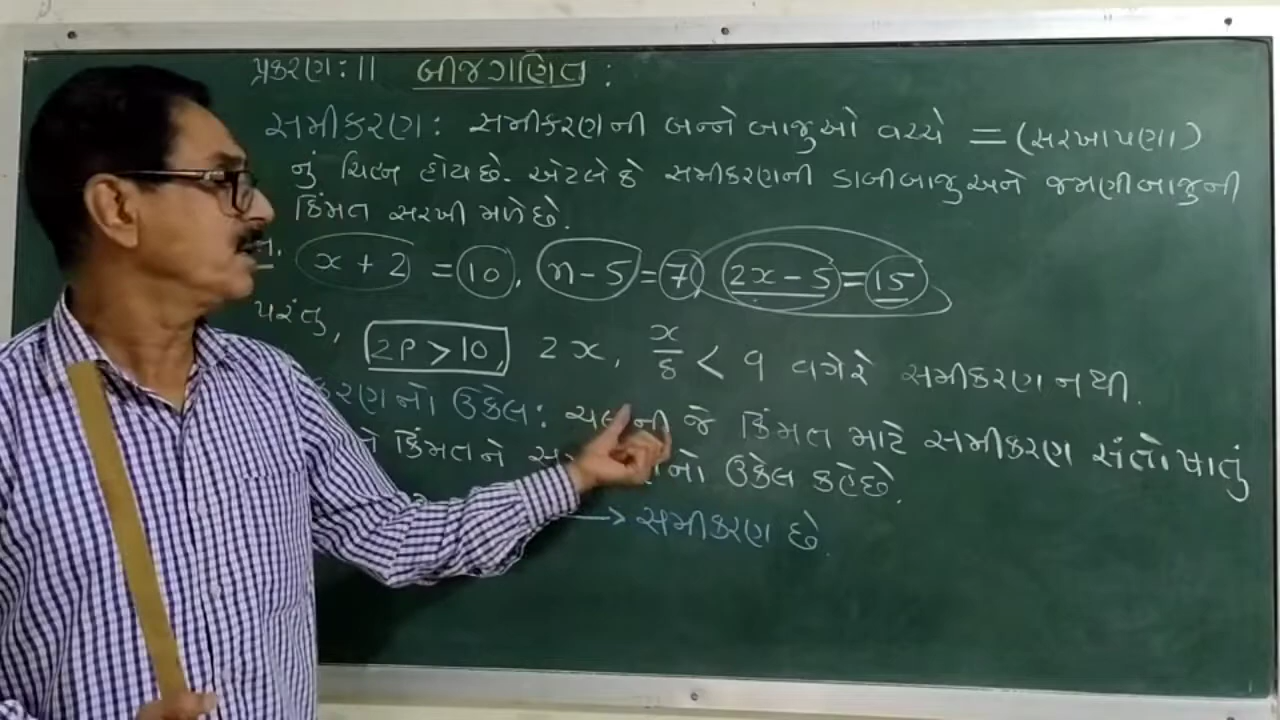 પ્રકરણ: 11 બીજગણિત :
સમીકરણ: સમીકરણની બન્ને બાજુઓ વચ્ચે = (સરખાપણા)
નું ચિહ્ન હોય છે. એટલે કે સમીકરણની ડાબીબાજુ અને જમણીબાજુની
કિંમત સરખી મળે છે.
x + 2 = 10, n - 5 = 7, 2x - 5 = 15
પરંતુ, 2P > 10, 2x, x/8 < 9 વગેરે સમીકરણ નથી.
કરણનો ઉકેલ: ની જે કિંમત માટે સમીકરણ સંતોષાતું
તે કિંમતને નો ઉકેલ કહે છે.
→ સમીકરણ છે.